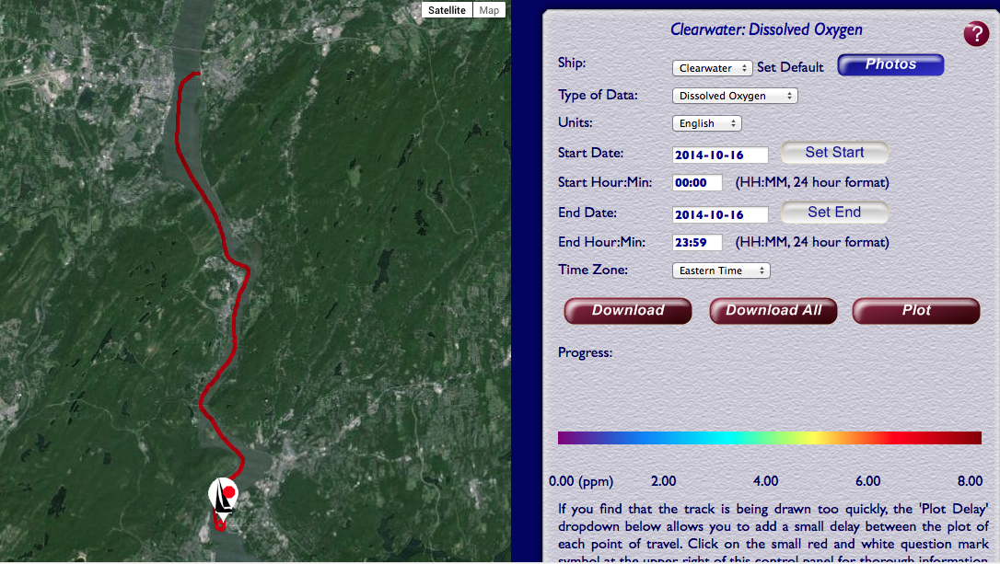 Satellite Map
Clearwater: Dissolved Oxygen
?
Ship: Clearwater Set Default Photos
Type of Data: Dissolved Oxygen
Units: English
Start Date: 2014-10-16 Set Start
Start Hour:Min: 00:00 (HH:MM, 24 hour format)
End Date: 2014-10-16 Set End
End Hour:Min: 23:59 (HH:MM, 24 hour format)
Time Zone: Eastern Time
Download Download All Plot
Progress:
0.00 (ppm) 2.00 4.00 6.00 8.00
If you find that the track is being drawn too quickly, the 'Plot Delay'
dropdown below allows you to add a small delay between the plot of
each point of travel. Click on the small red and white question mark
symbol at the upper right of this control panel for thorough information